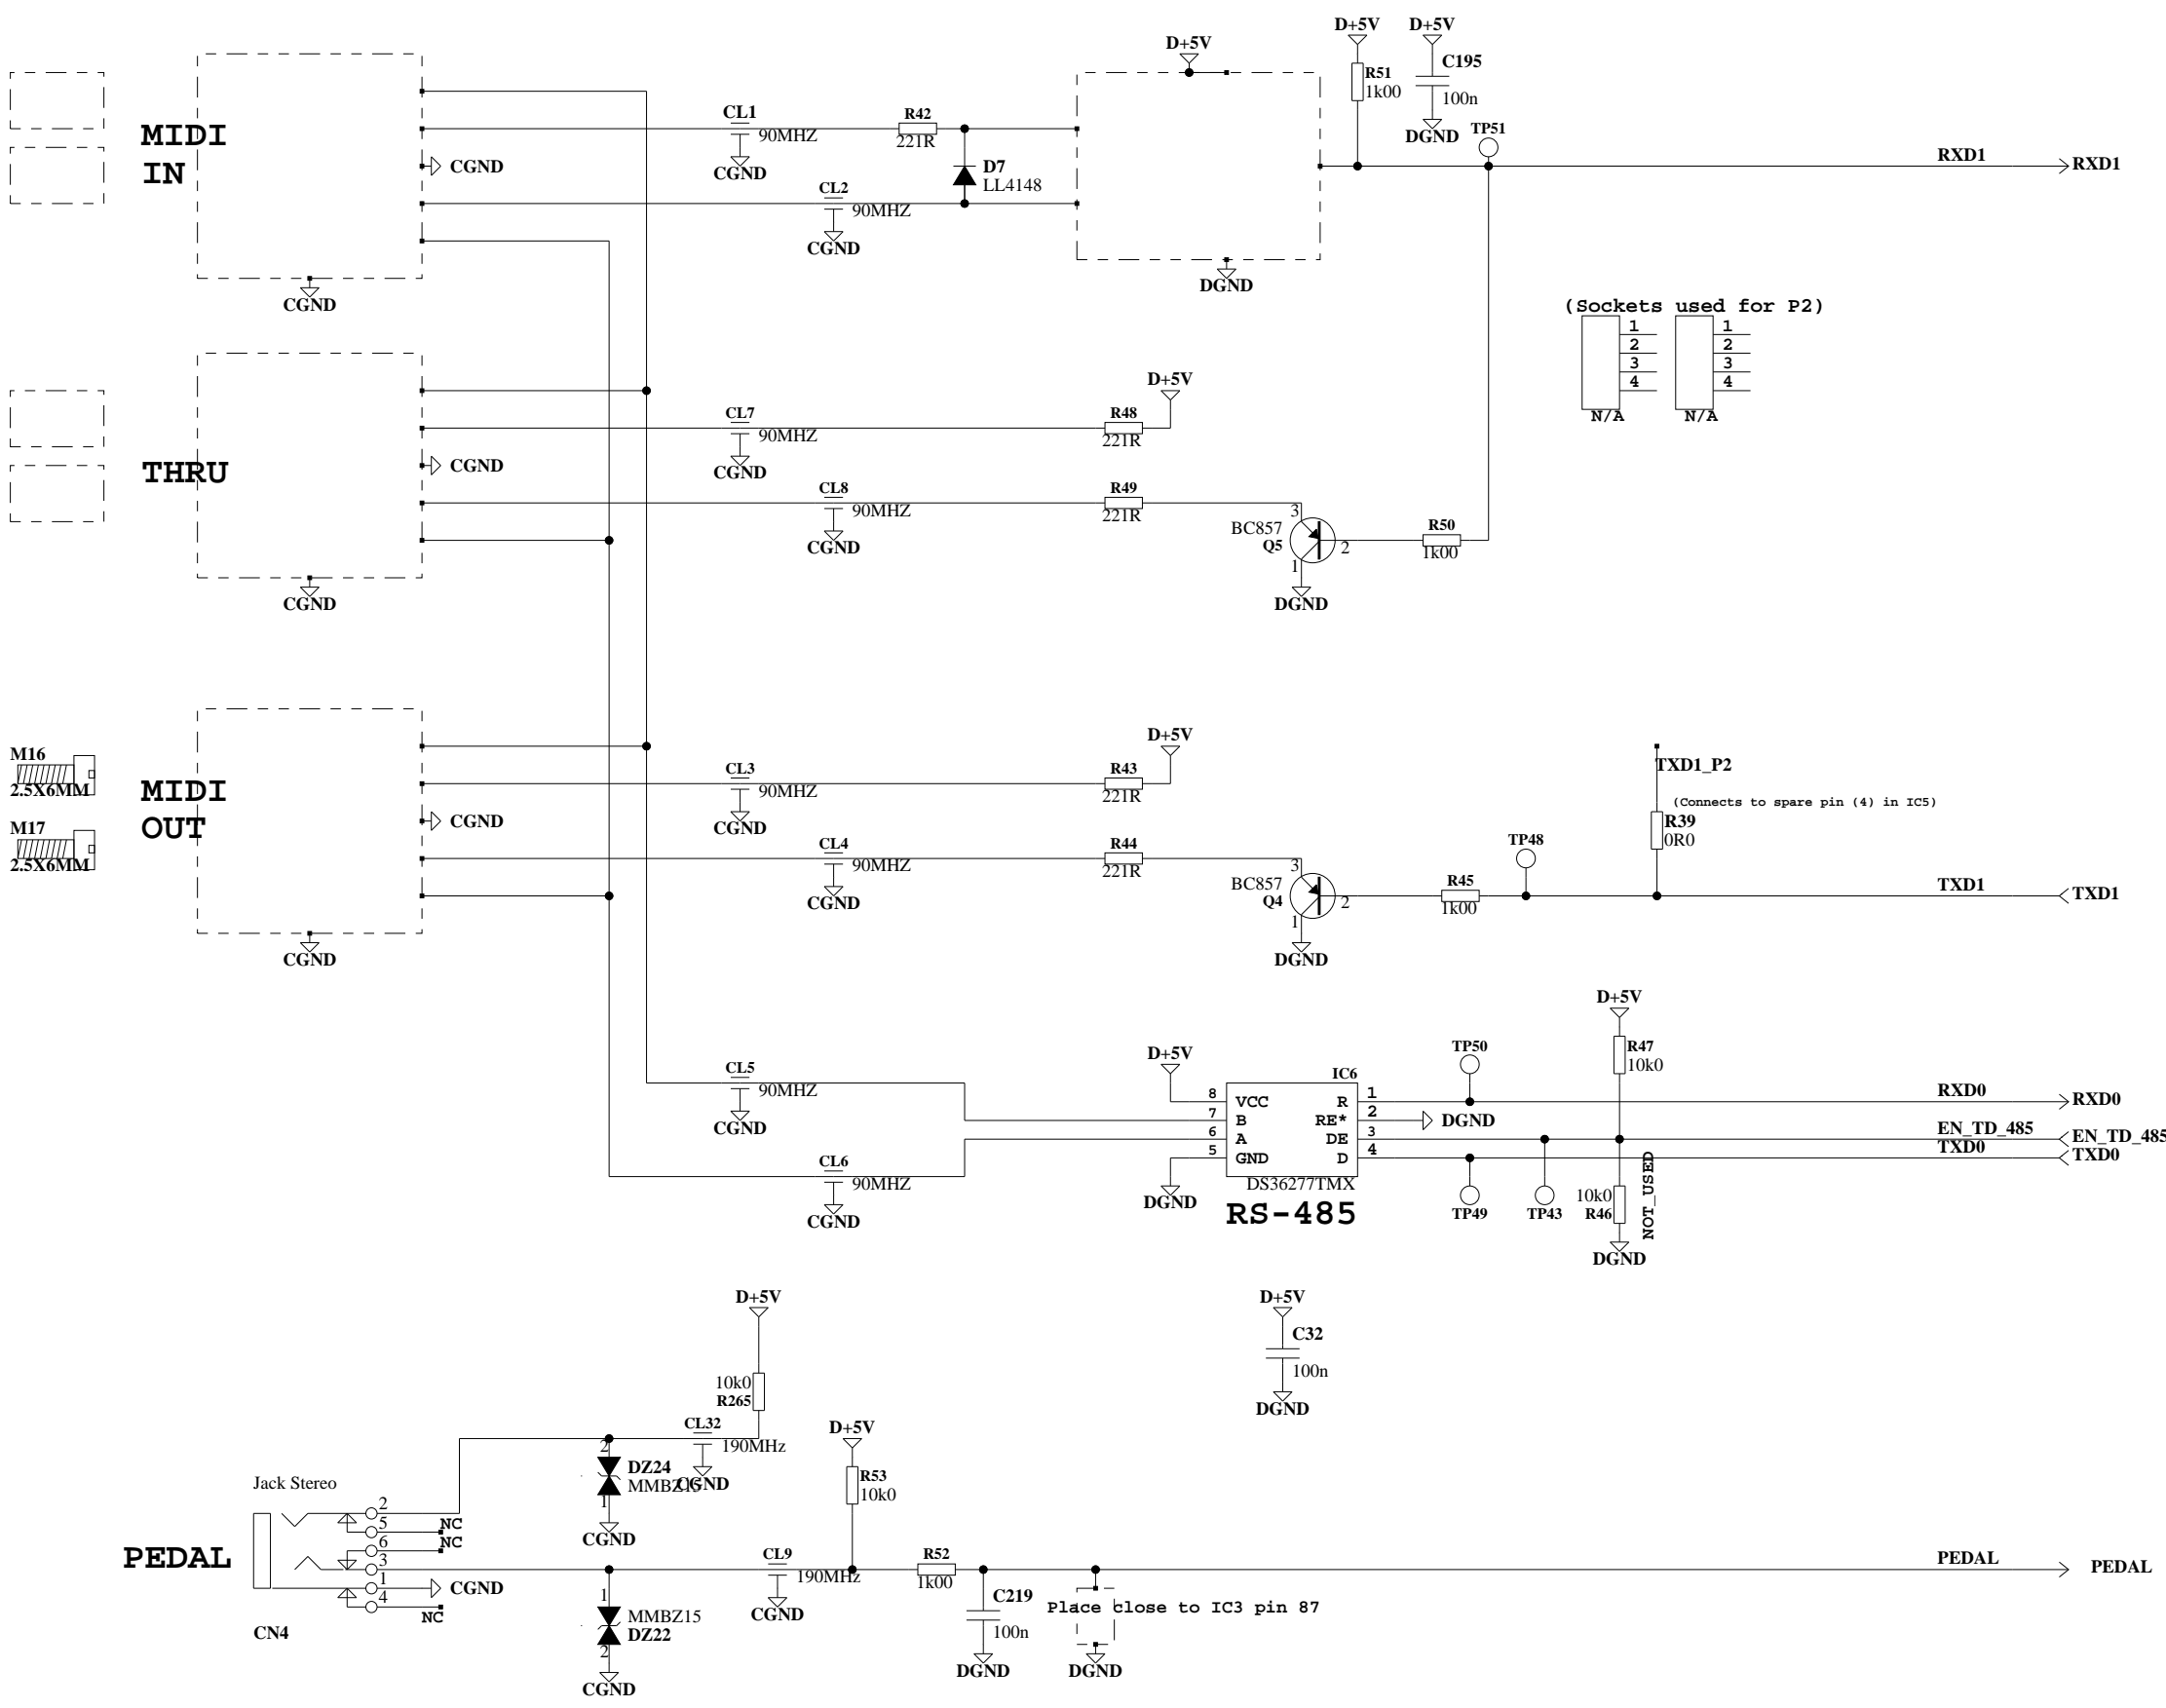 D+5V
D+5V
D+5V
R51
1k00
C195
100n
DGND
TP51
RXD1
RXD1
MIDI
IN
CGND
CL1
90MHZ
CGND
R42
221R
D7
LL4148
CL2
90MHZ
CGND
CGND
DGND
(Sockets used for P2)
1
2
3
4
N/A
1
2
3
4
N/A
THRU
CGND
CL7
90MHZ
CGND
R48
221R
D+5V
CL8
90MHZ
CGND
R49
221R
3
BC857
Q5
2
1
DGND
R50
1k00
CGND
M16
2.5X6MM
M17
2.5X6MM
MIDI
OUT
CGND
CL3
90MHZ
CGND
R43
221R
D+5V
CL4
90MHZ
CGND
R44
221R
3
BC857
Q4
2
1
DGND
R45
1k00
TP48
TXD1_P2
(Connects to spare pin (4) in IC5)
R39
0R0
TXD1
TXD1
CGND
CL5
90MHZ
CGND
CL6
90MHZ
CGND
D+5V
DGND
IC6
8 VCC R 1
7 B RE* 2
6 A DE 3
5 GND D 4
DS36277TMX
RS-485
DGND
TP50
TP49
TP43
D+5V
R47
10k0
10k0
R46
NOT_USED
DGND
RXD0
RXD0
EN_TD_485
EN_TD_485
TXD0
TXD0
D+5V
10k0
R265
CL32
190MHz
CGND
2
DZ24
MMBZ15
1
CGND
D+5V
C32
100n
DGND
D+5V
R53
10k0
Jack Stereo
PEDAL
2
5
6
3
1
4
NC
NC
CGND
NC
CN4
1
MMBZ15
DZ22
2
CGND
CL9
190MHz
CGND
R52
1k00
C219
100n
DGND
Place close to IC3 pin 87
DGND
PEDAL
PEDAL